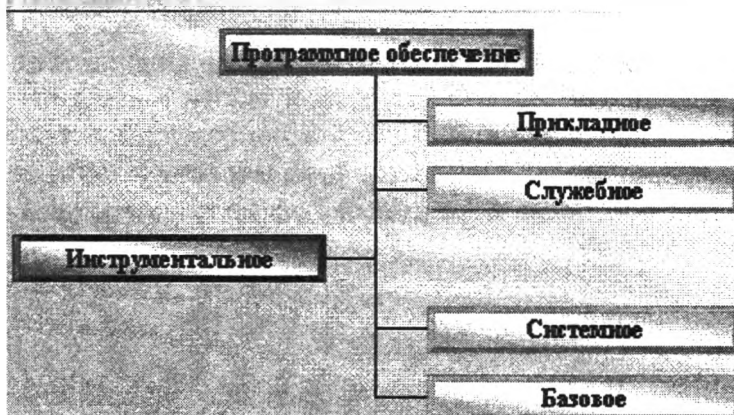 Программное обеспечение
Прикладное
Служебное
Инструментальное
Системное
Базовое